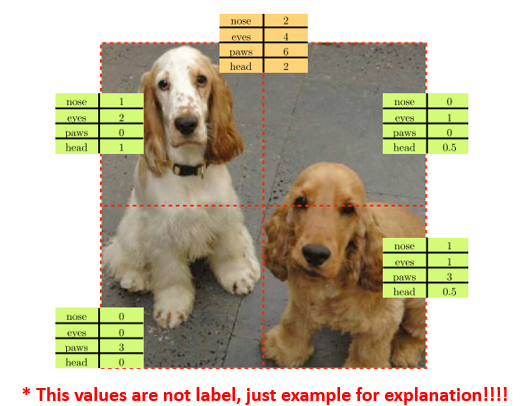 nose 2
eyes 4
paws 6
head 2
nose 1
eyes 2
paws 0
head 1
nose 0
eyes 1
paws 0
head 0.5
nose 1
eyes 1
paws 3
head 0.5
nose 0
eyes 0
paws 3
head 0
* This values are not label, just example for explanation!!!!